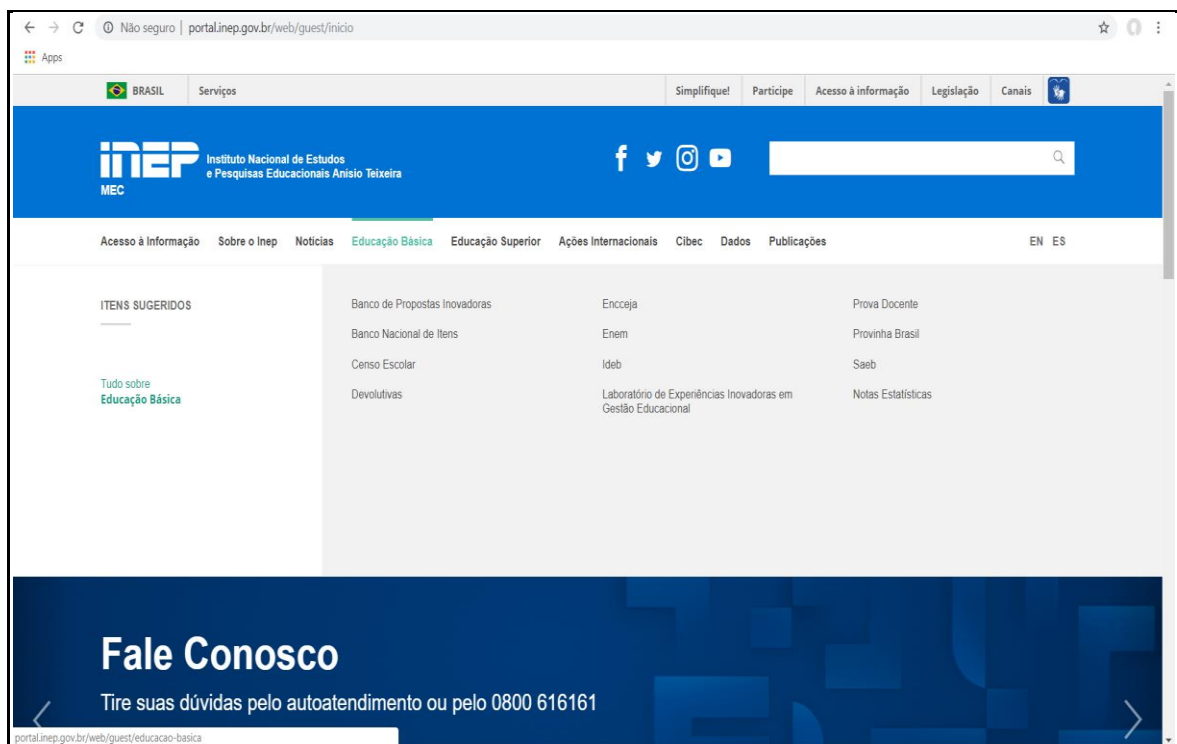 Não seguro | portal.inep.gov.br/web/guest/inicio
Apps
BRASIL Serviços Simplifique! Participe Acesso à informação Legislação Canais
inep Instituto Nacional de Estudos
e Pesquisas Educacionais Anísio Teixeira
MEC
Acesso à Informação Sobre o Inep Notícias Educação Básica Educação Superior Ações Internacionais Cibec Dados Publicações EN ES
ITENS SUGERIDOS
Tudo sobre
Educação Básica
Banco de Propostas Inovadoras
Banco Nacional de Itens
Censo Escolar
Devolutivas
Encceja
Enem
Ideb
Laboratório de Experiências Inovadoras em
Gestão Educacional
Prova Docente
Provinha Brasil
Saeb
Notas Estatísticas
Fale Conosco
Tire suas dúvidas pelo autoatendimento ou pelo 0800 616161
portal.inep.gov.br/web/guest/educacao-basica